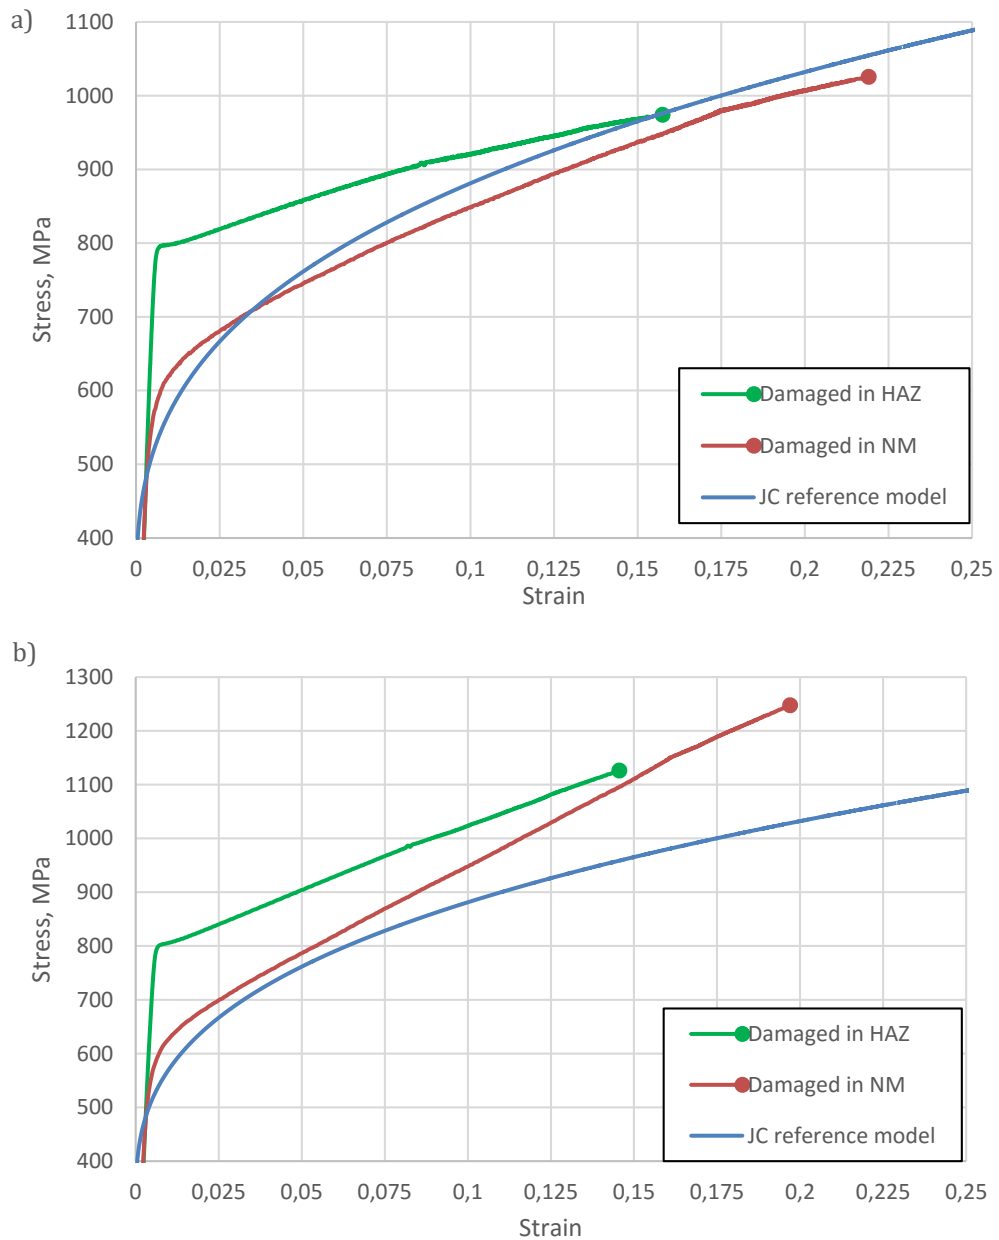 a)
1100
1000
900
800
700
600
500
400
Stress, MPa
Damaged in HAZ
Damaged in NM
JC reference model
0 0,025 0,05 0,075 0,1 0,125 0,15 0,175 0,2 0,225 0,25
Strain
b)
1300
1200
1100
1000
900
800
700
600
500
400
Stress, MPa
Damaged in HAZ
Damaged in NM
JC reference model
0 0,025 0,05 0,075 0,1 0,125 0,15 0,175 0,2 0,225 0,25
Strain